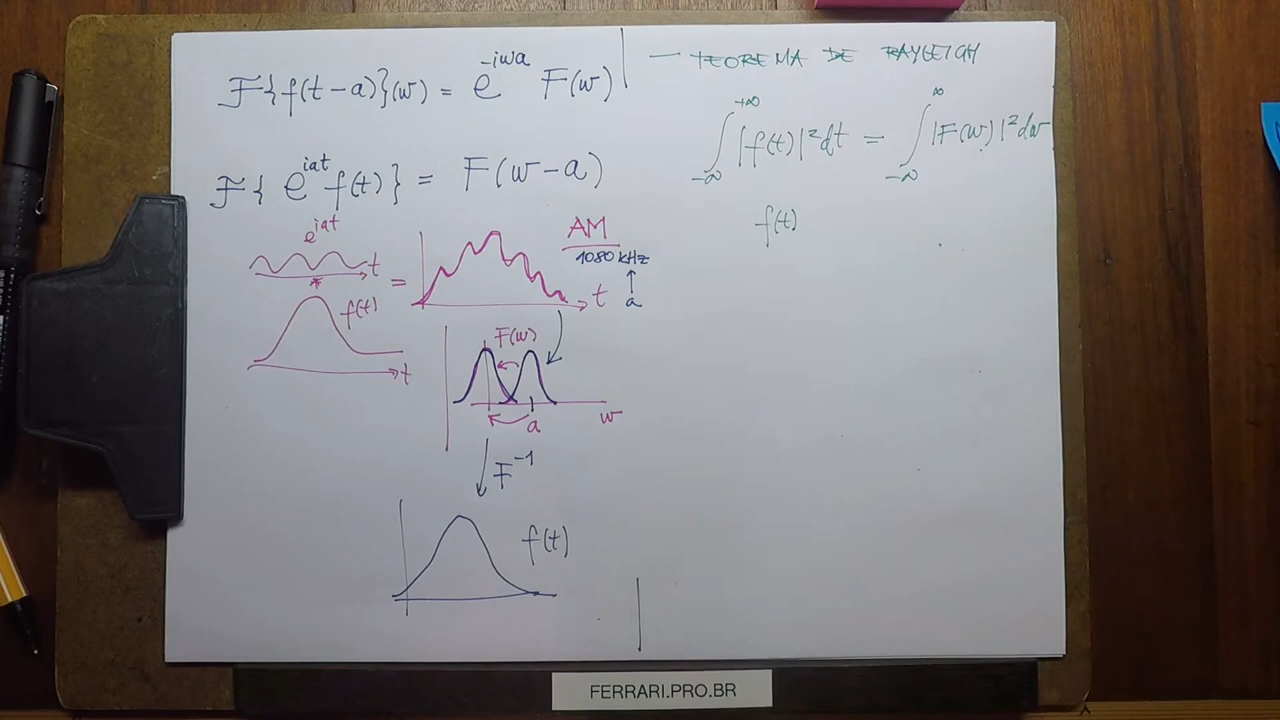 F{f(t-a)}(w) = e^{-iwa} F(w)
F{e^{iat} f(t)} = F(w-a)
e^{iat}
t
*
f(t)
t
=
t
AM
1080 kHz
↑
a
F(w)
a
w
F^{-1}
f(t)
— TEOREMA DE RAYLEIGH
∫_{-∞}^{+∞} |f(t)|^2 dt = ∫_{-∞}^{∞} |F(w)|^2 dw
f(t)
FERRARI.PRO.BR